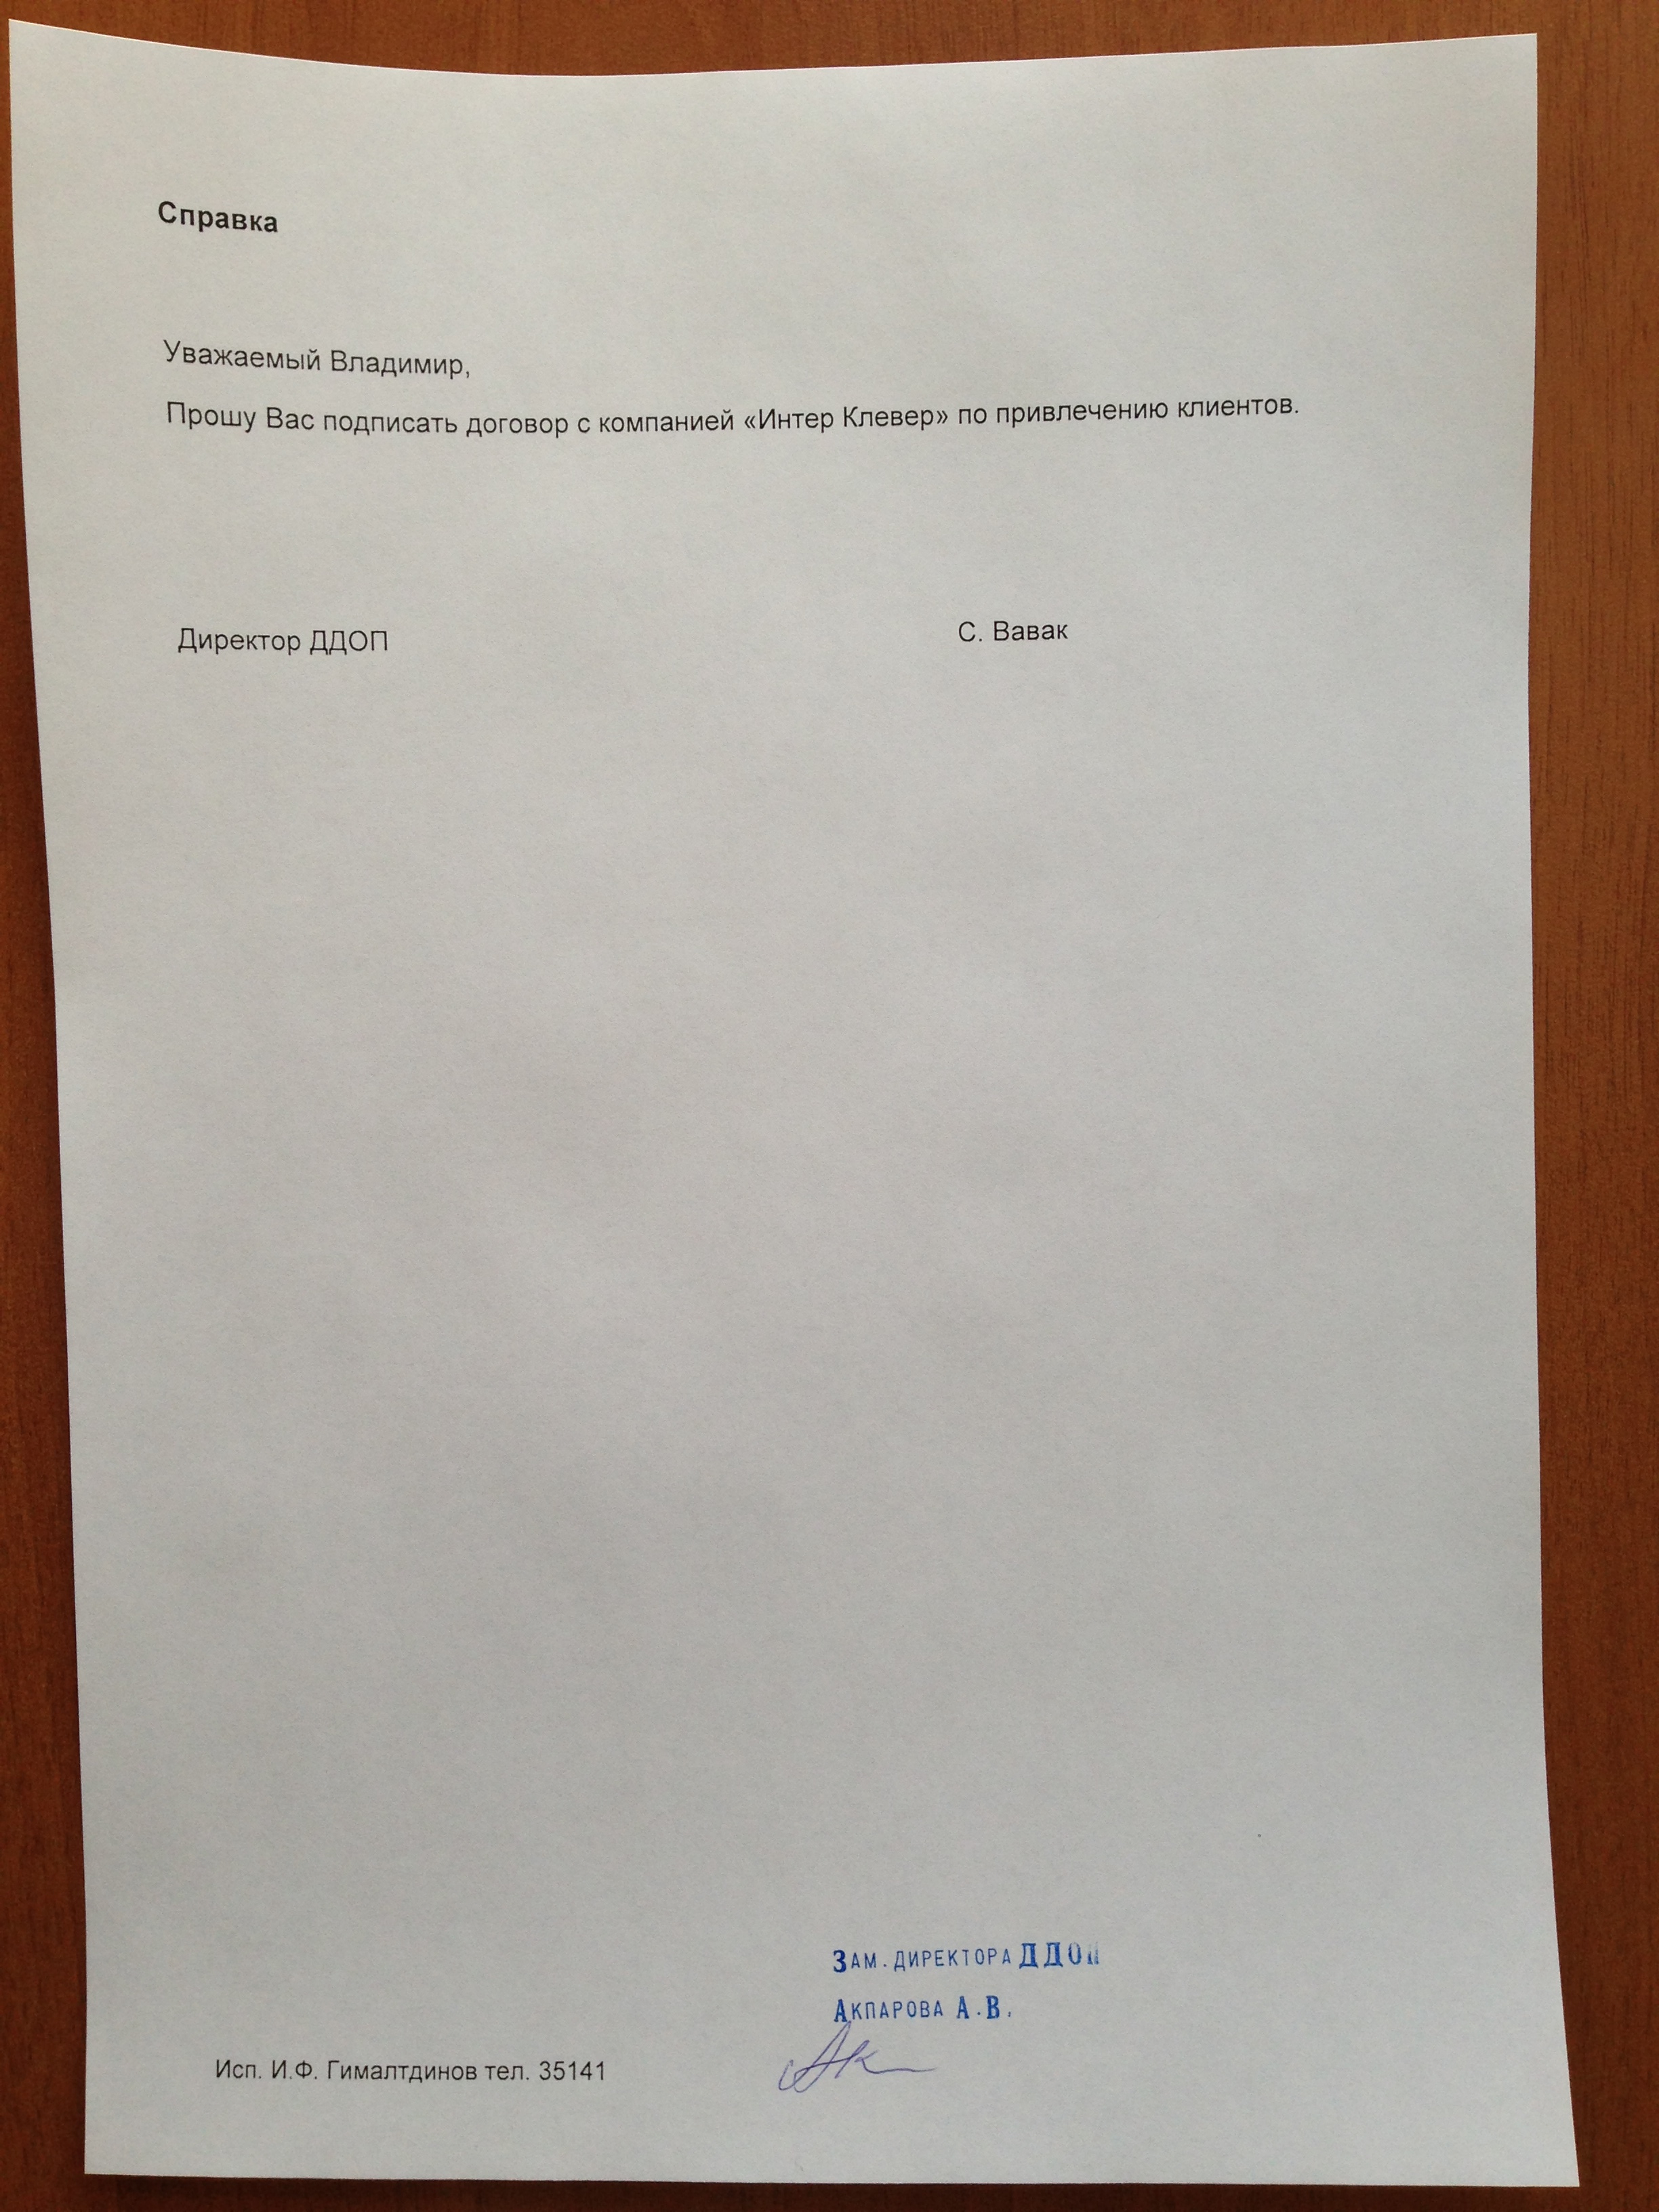 Справка
Уважаемый Владимир,
Прошу Вас подписать договор с компанией «Интер Клевер» по привлечению клиентов.
Директор ДДОП С. Вавак
Зам. директора ДДОП
Акпарова А.В.
Исп. И.Ф. Гималтдинов тел. 35141